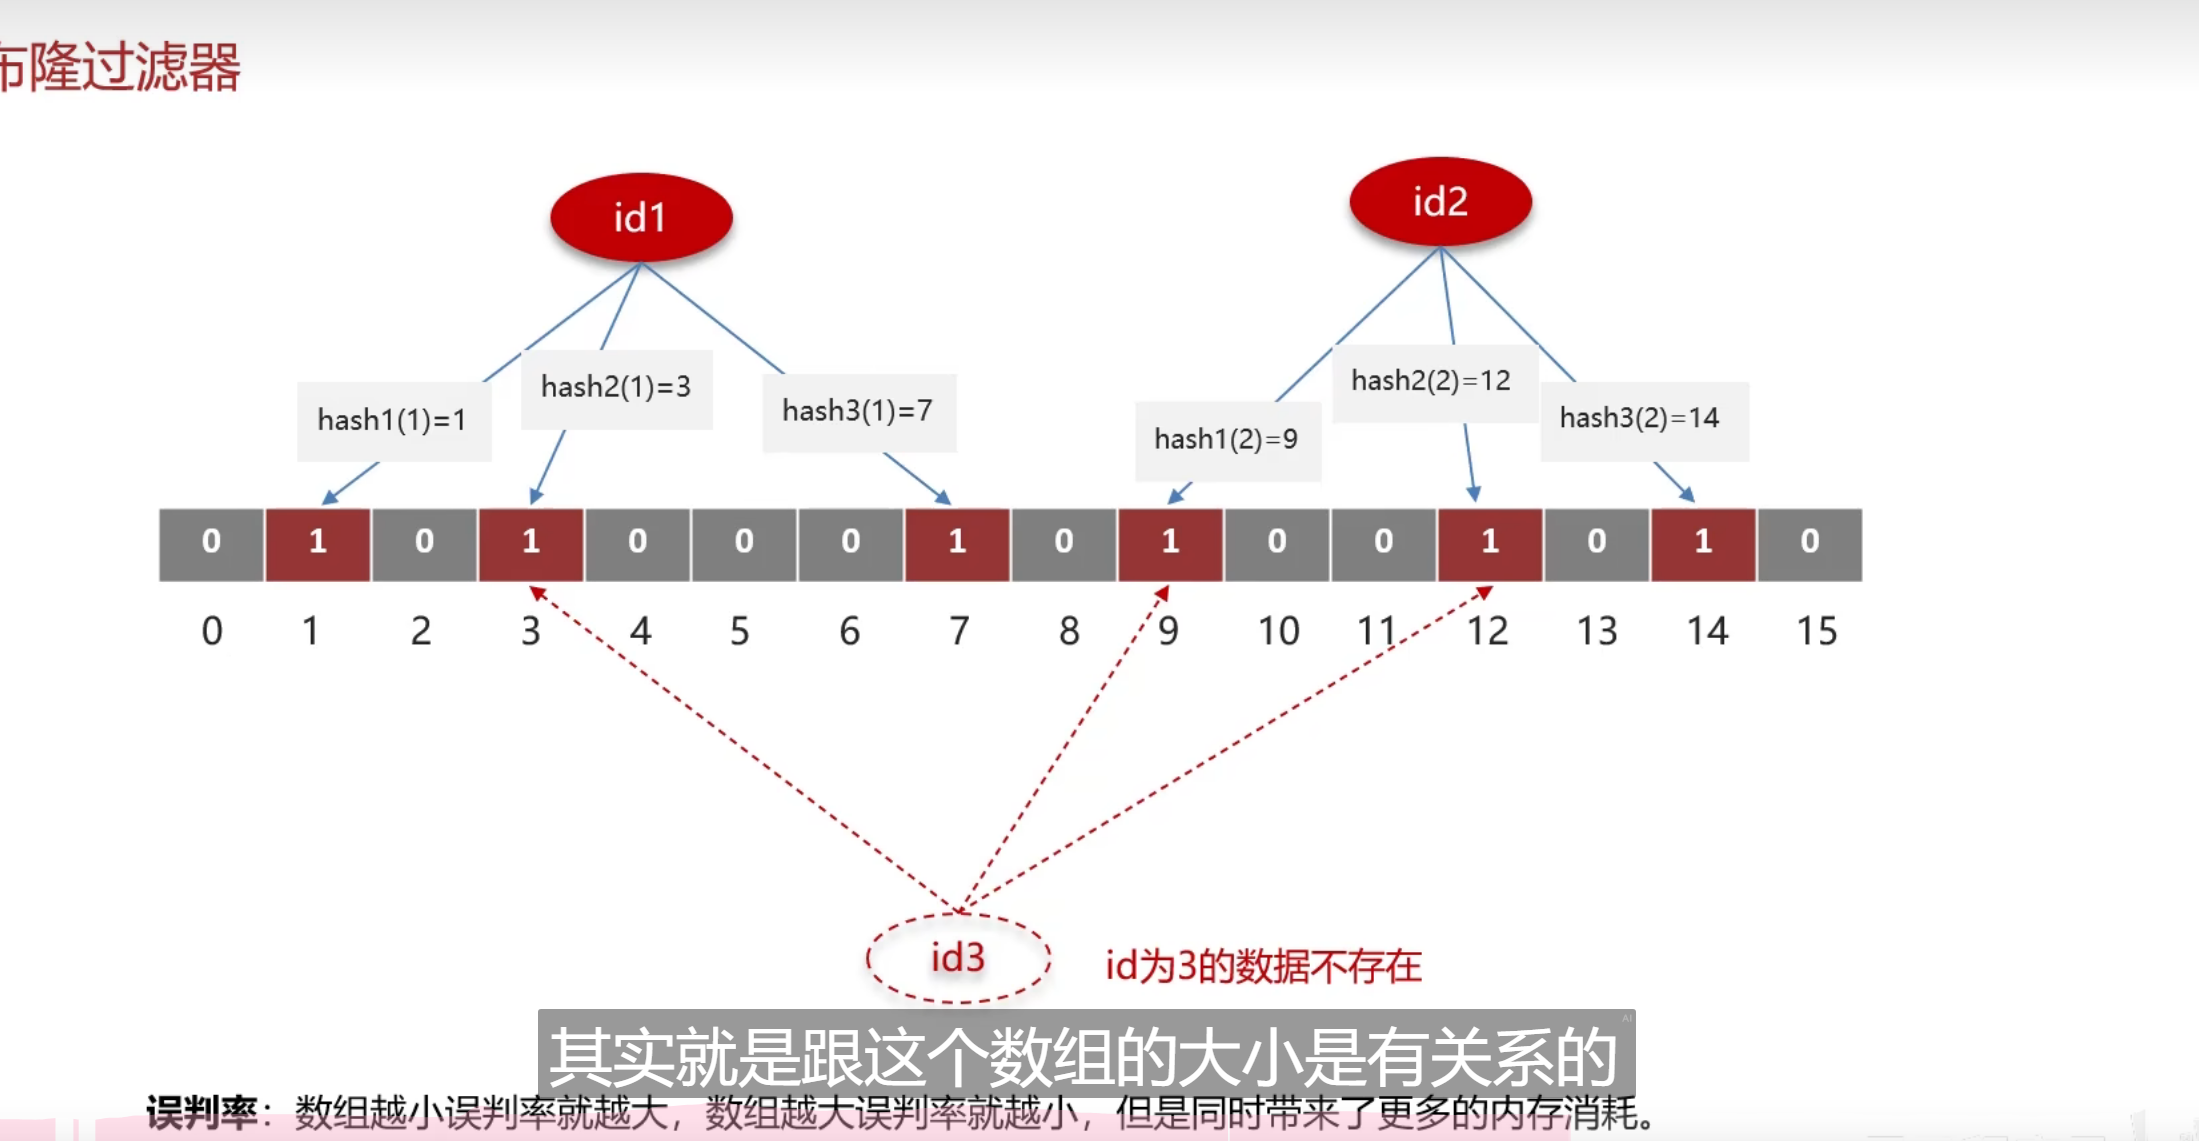 布隆过滤器
id1
id2
hash1(1)=1
hash2(1)=3
hash3(1)=7
hash1(2)=9
hash2(2)=12
hash3(2)=14
0 1 0 1 0 0 0 1 0 1 0 0 1 0 1 0
0 1 2 3 4 5 6 7 8 9 10 11 12 13 14 15
id3
id为3的数据不存在
AI
其实就是跟这个数组的大小是有关系的
误判率：数组越小误判率就越大，数组越大误判率就越小，但是同时带来了更多的内存消耗。